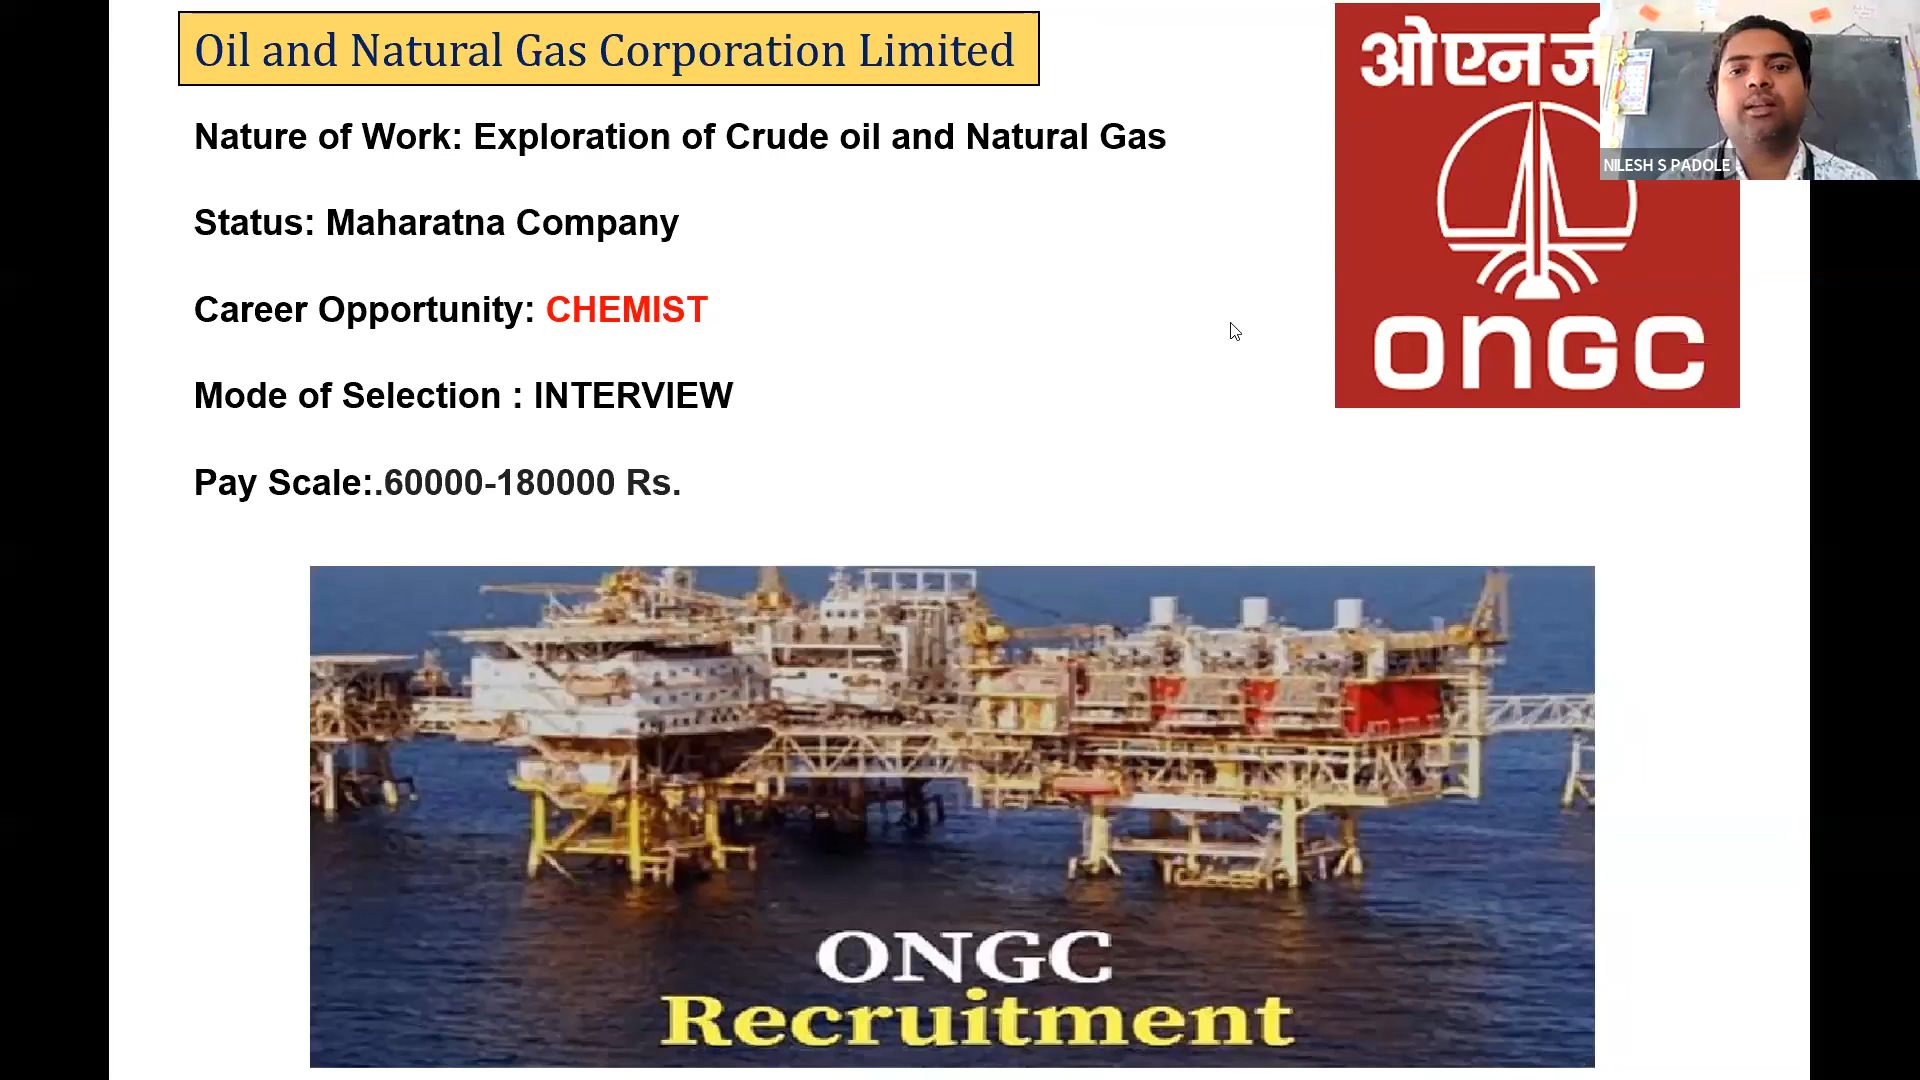 Oil and Natural Gas Corporation Limited
ओएनजी
NILESH S PADOLE
Nature of Work: Exploration of Crude oil and Natural Gas
Status: Maharatna Company
Career Opportunity: CHEMIST
ONGC
Mode of Selection : INTERVIEW
Pay Scale:.60000-180000 Rs.
ONGC
Recruitment